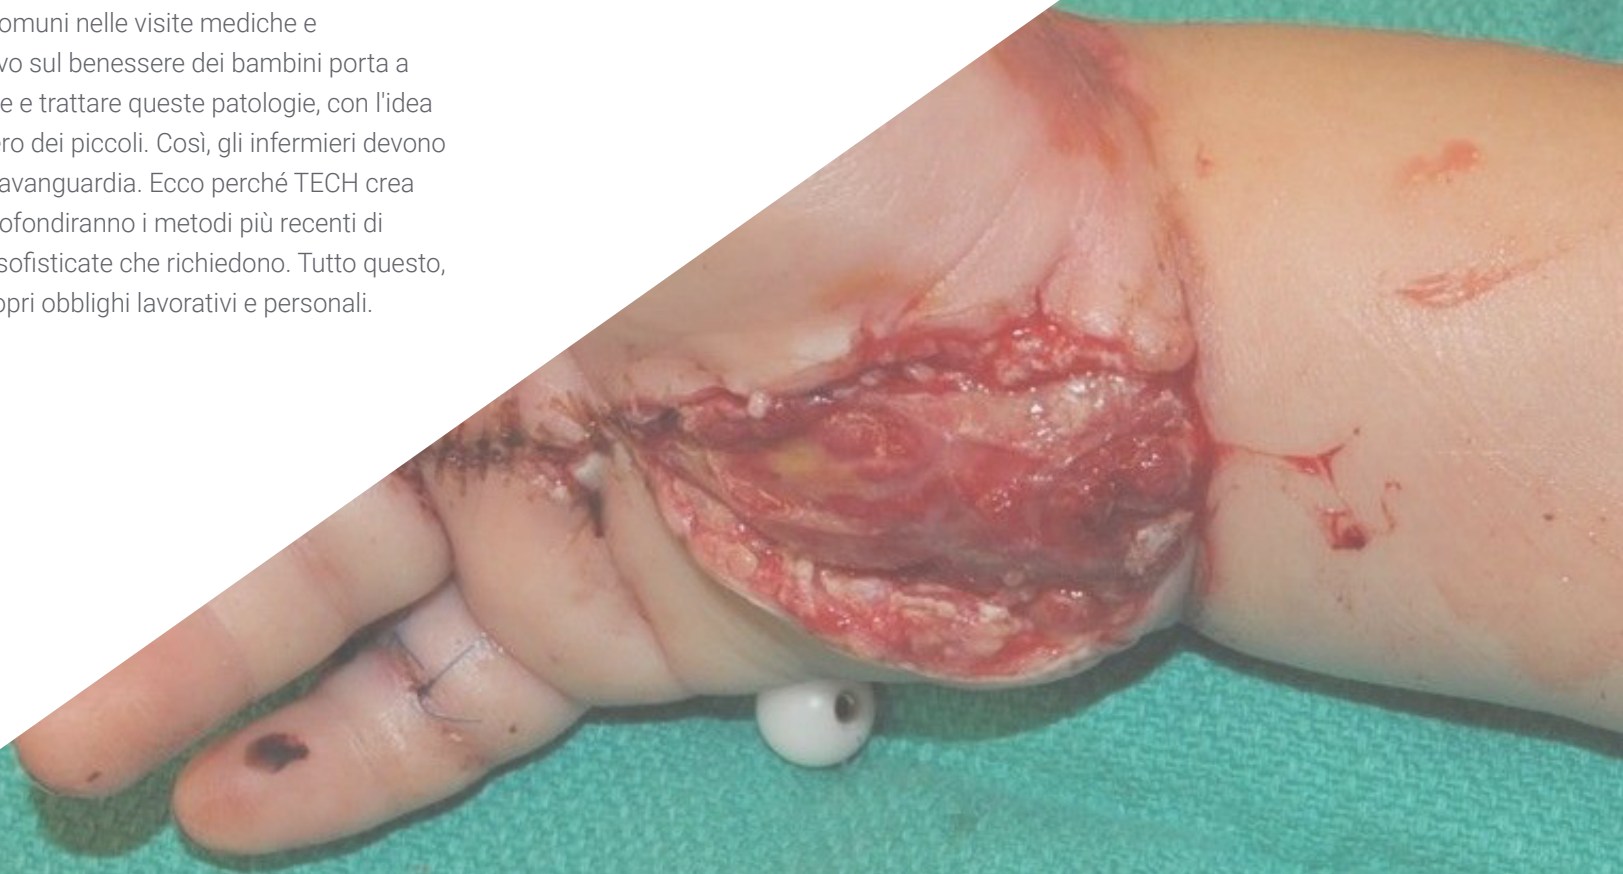 omuni nelle visite mediche e
vo sul benessere dei bambini porta a
e e trattare queste patologie, con l'idea
ro dei piccoli. Così, gli infermieri devono
avanguardia. Ecco perché TECH crea
ofondiranno i metodi più recenti di
sofisticate che richiedono. Tutto questo,
opri obblighi lavorativi e personali.